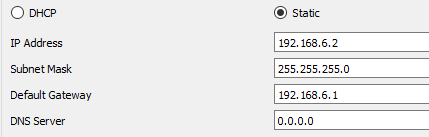 DHCP Static
IP Address 192.168.6.2
Subnet Mask 255.255.255.0
Default Gateway 192.168.6.1
DNS Server 0.0.0.0